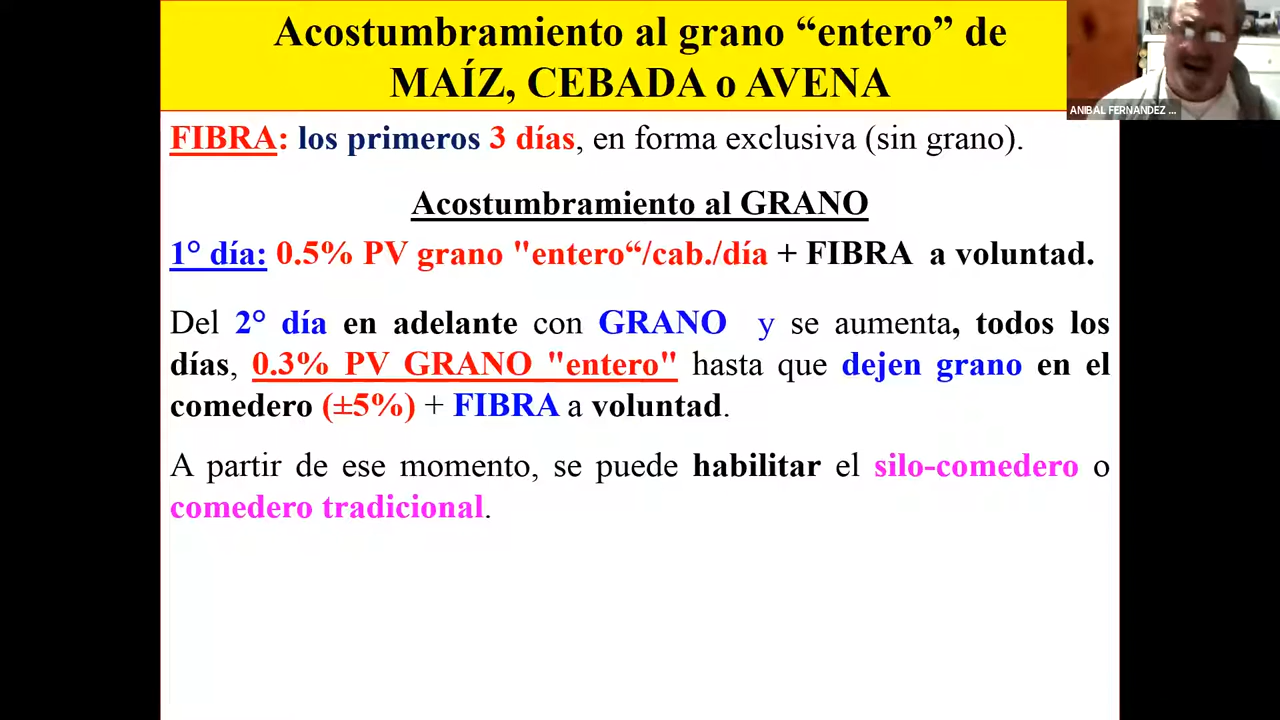 Acostumbramiento al grano “entero” de
MAÍZ, CEBADA o AVENA
ANIBAL FERNANDEZ ...
FIBRA: los primeros 3 días, en forma exclusiva (sin grano).
Acostumbramiento al GRANO
1° día: 0.5% PV grano "entero“/cab./día + FIBRA a voluntad.
Del 2° día en adelante con GRANO y se aumenta, todos los
días, 0.3% PV GRANO "entero" hasta que dejen grano en el
comedero (±5%) + FIBRA a voluntad.
A partir de ese momento, se puede habilitar el silo-comedero o
comedero tradicional.